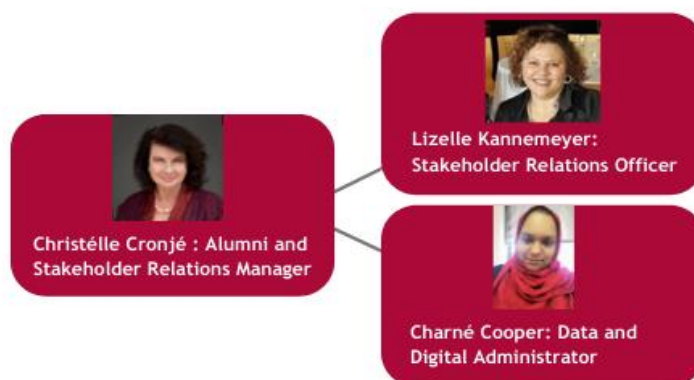 Lizelle Kannemeyer:
Stakeholder Relations Officer
Christélle Cronjé : Alumni and
Stakeholder Relations Manager
Charné Cooper: Data and
Digital Administrator